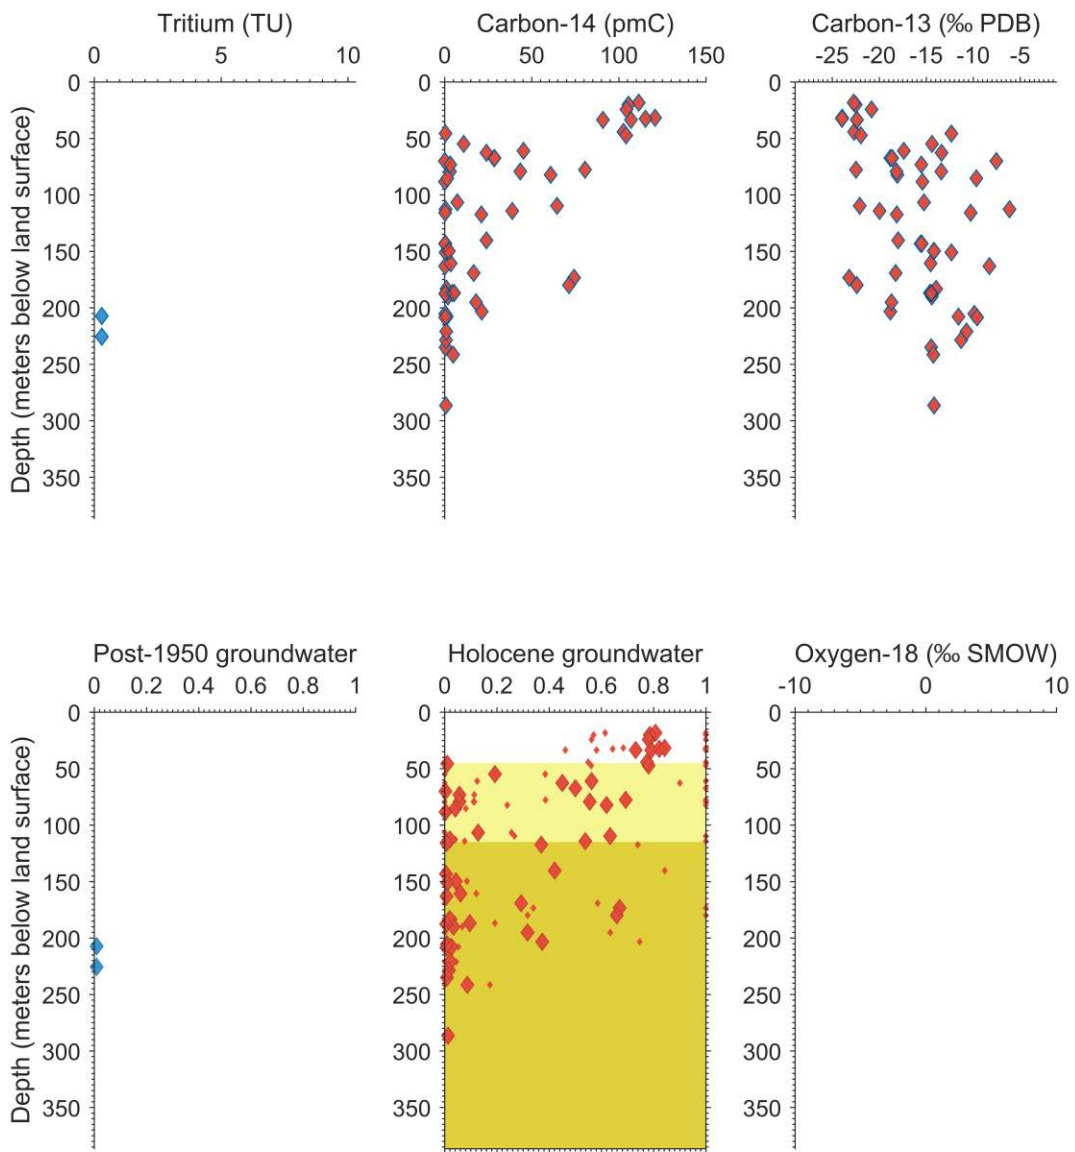 Tritium (TU) Carbon-14 (pmC) Carbon-13 (‰ PDB)
0 5 10 0 50 100 150 -25 -20 -15 -10 -5
0 0 0
50 50 50
100 100 100
150 150 150
200 200 200
250 250 250
300 300 300
350 350 350
Depth (meters below land surface)
Post-1950 groundwater Holocene groundwater Oxygen-18 (‰ SMOW)
0 0.2 0.4 0.6 0.8 1 0 0.2 0.4 0.6 0.8 1 -10 0 10
0 0 0
50 50 50
100 100 100
150 150 150
200 200 200
250 250 250
300 300 300
350 350 350
Depth (meters below land surface)